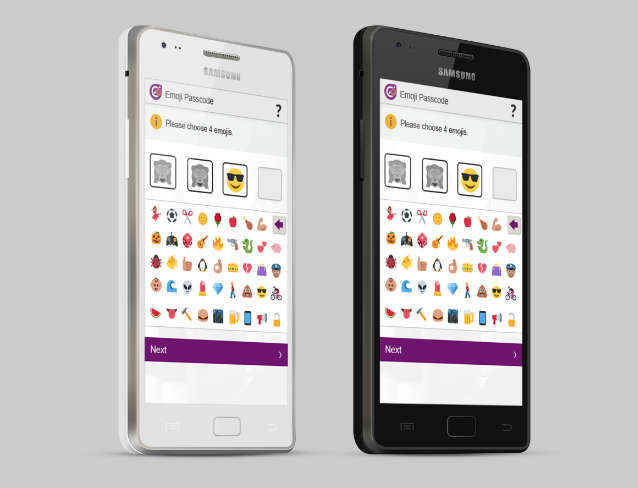 SAMSUNG
Emoji Passcode
?
i
Please choose 4 emojis.
Next
SAMSUNG
Emoji Passcode
?
i
Please choose 4 emojis.
Next